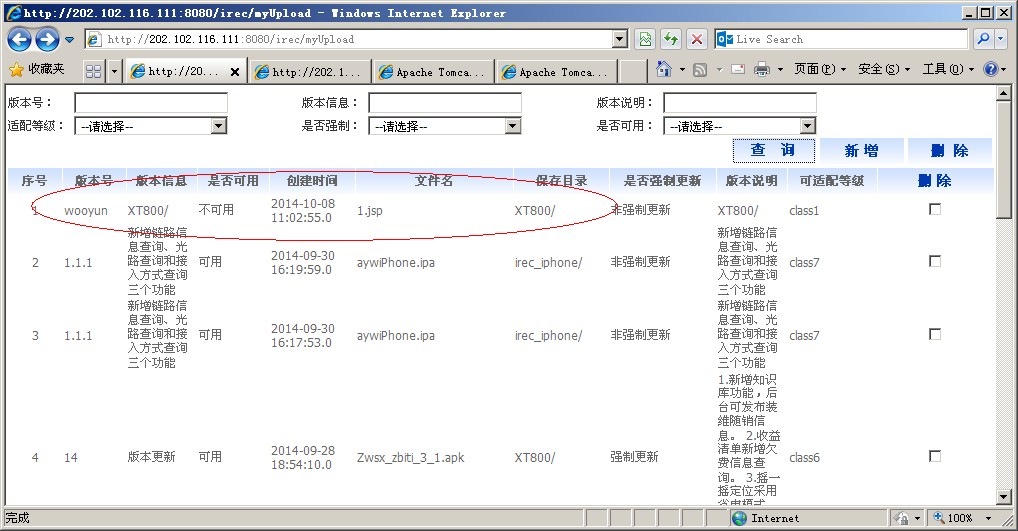 http://202.102.116.111:8080/irec/myUpload - Windows Internet Explorer
http://202.102.116.111:8080/irec/myUpload
Live Search
收藏夹
http://20...
http://202.1...
Apache Tomca...
Apache Tomca...
页面(P)
安全(S)
工具(O)
版本号：
版本信息：
版本说明：
适配等级：
--请选择--
是否强制：
--请选择--
是否可用：
--请选择--
查 询
新 增
删 除
序号 版本号 版本信息 是否可用 创建时间 文件名 保存目录 是否强制更新 版本说明 可适配等级 删 除
1 wooyun XT800/ 不可用 2014-10-08 11:02:55.0 1.jsp XT800/ 非强制更新 XT800/ class1
2 1.1.1
新增链路信
息查询、光
路查询和接
入方式查询
三个功能
可用
2014-09-30
16:19:59.0
aywiPhone.ipa irec_iphone/ 非强制更新
新增链路信
息查询、光
路查询和接
入方式查询
三个功能
class7
3 1.1.1
新增链路信
息查询、光
路查询和接
入方式查询
三个功能
可用
2014-09-30
16:17:53.0
aywiPhone.ipa irec_iphone/ 非强制更新
新增链路信
息查询、光
路查询和接
入方式查询
三个功能
class7
4 14 版本更新 可用
2014-09-28
18:54:10.0
Zwsx_zbiti_3_1.apk XT800/ 强制更新
1.新增知识
库功能，后
台可发布装
维随销信
息。 2.收益
清单新增欠
费信息查
询。 3.摇一
摇定位采用
省电模式
class6
完成
Internet
100%